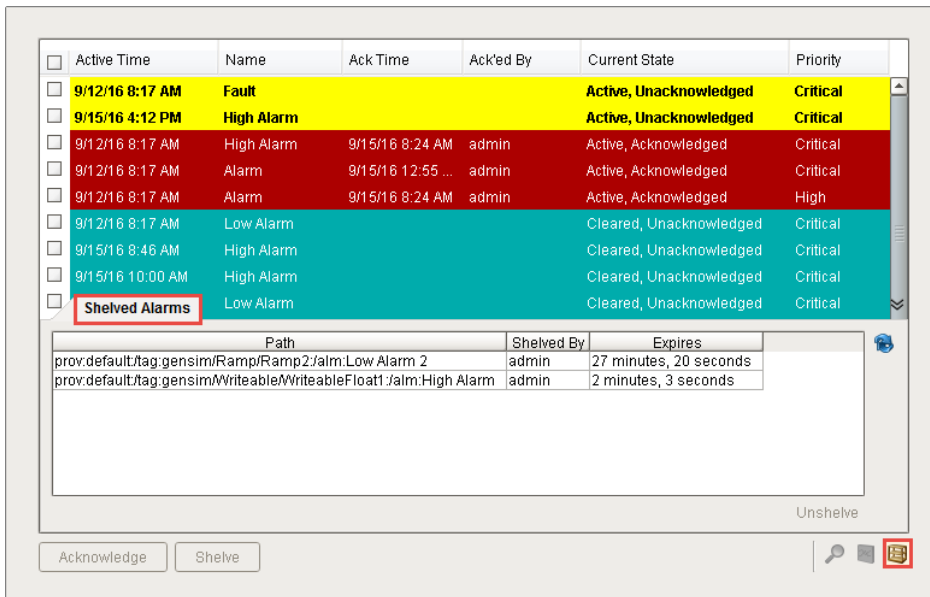 Active Time Name Ack Time Ack'ed By Current State Priority
9/12/16 8:17 AM Fault Active, Unacknowledged Critical
9/15/16 4:12 PM High Alarm Active, Unacknowledged Critical
9/12/16 8:17 AM High Alarm 9/15/16 8:24 AM admin Active, Acknowledged Critical
9/12/16 8:17 AM Alarm 9/15/16 12:55 ... admin Active, Acknowledged Critical
9/12/16 8:17 AM Alarm 9/15/16 8:24 AM admin Active, Acknowledged High
9/12/16 8:17 AM Low Alarm Cleared, Unacknowledged Critical
9/15/16 8:46 AM High Alarm Cleared, Unacknowledged Critical
9/15/16 10:00 AM High Alarm Cleared, Unacknowledged Critical
Shelved Alarms Low Alarm Cleared, Unacknowledged Critical
Path Shelved By Expires
prov:default:/tag:gensim/Ramp/Ramp2:/alm:Low Alarm 2 admin 27 minutes, 20 seconds
prov:default:/tag:gensim/Writeable/WriteableFloat1:/alm:High Alarm admin 2 minutes, 3 seconds
Unshelve
Acknowledge Shelve